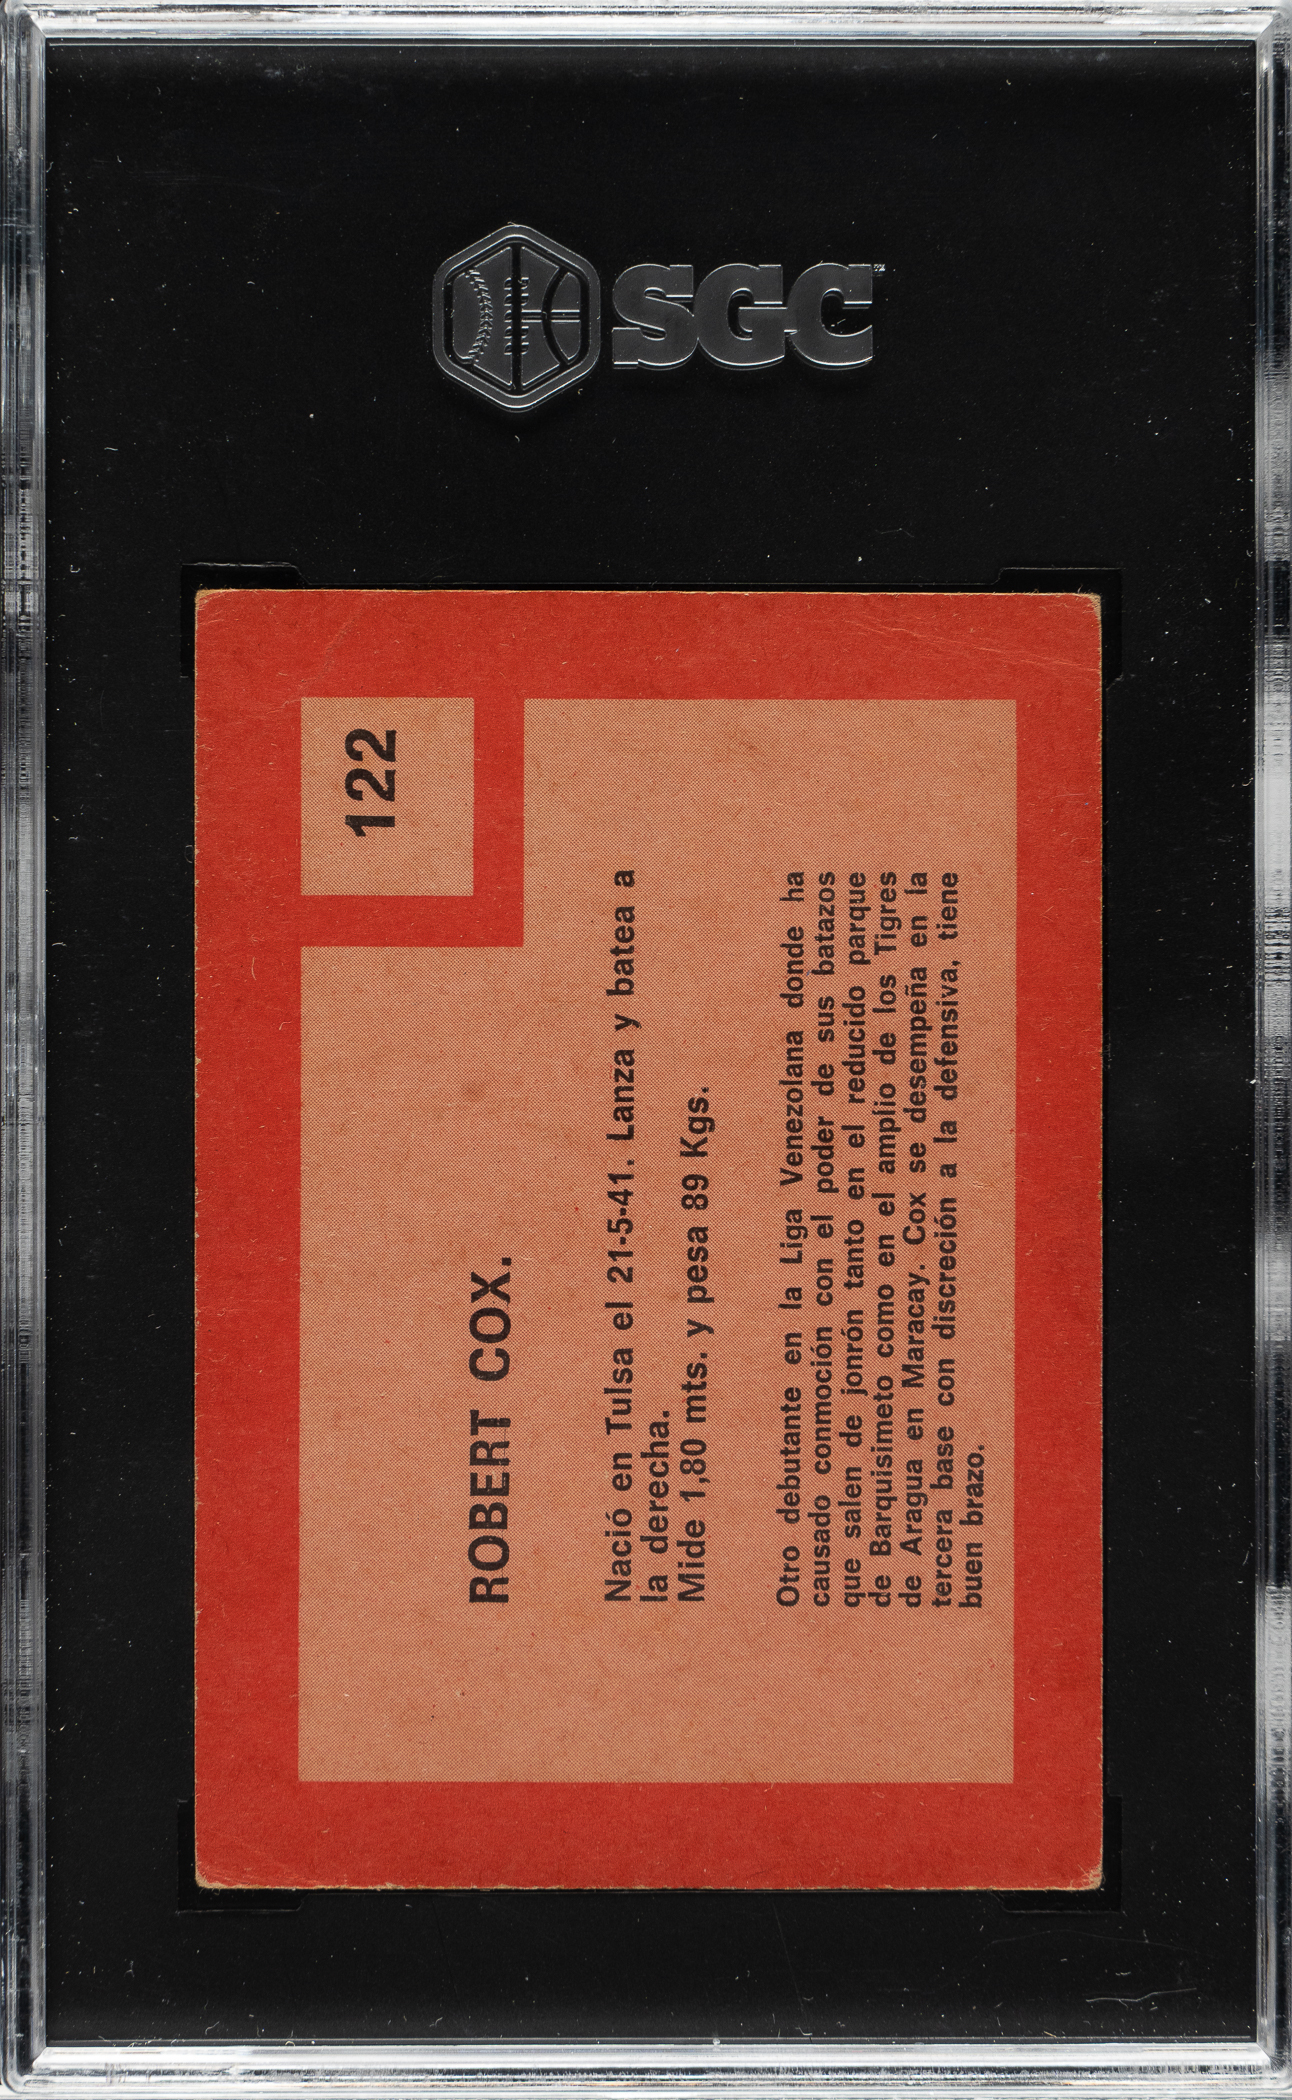 SGC
122
ROBERT COX.
Nació en Tulsa el 21-5-41. Lanza y batea a
la derecha.
Mide 1,80 mts. y pesa 89 Kgs.
Otro debutante en la Liga Venezolana donde ha
causado conmoción con el poder de sus batazos
que salen de jonrón tanto en el reducido parque
de Barquisimeto como en el amplio de los Tigres
de Aragua en Maracay. Cox se desempeña en la
tercera base con discreción a la defensiva, tiene
buen brazo.